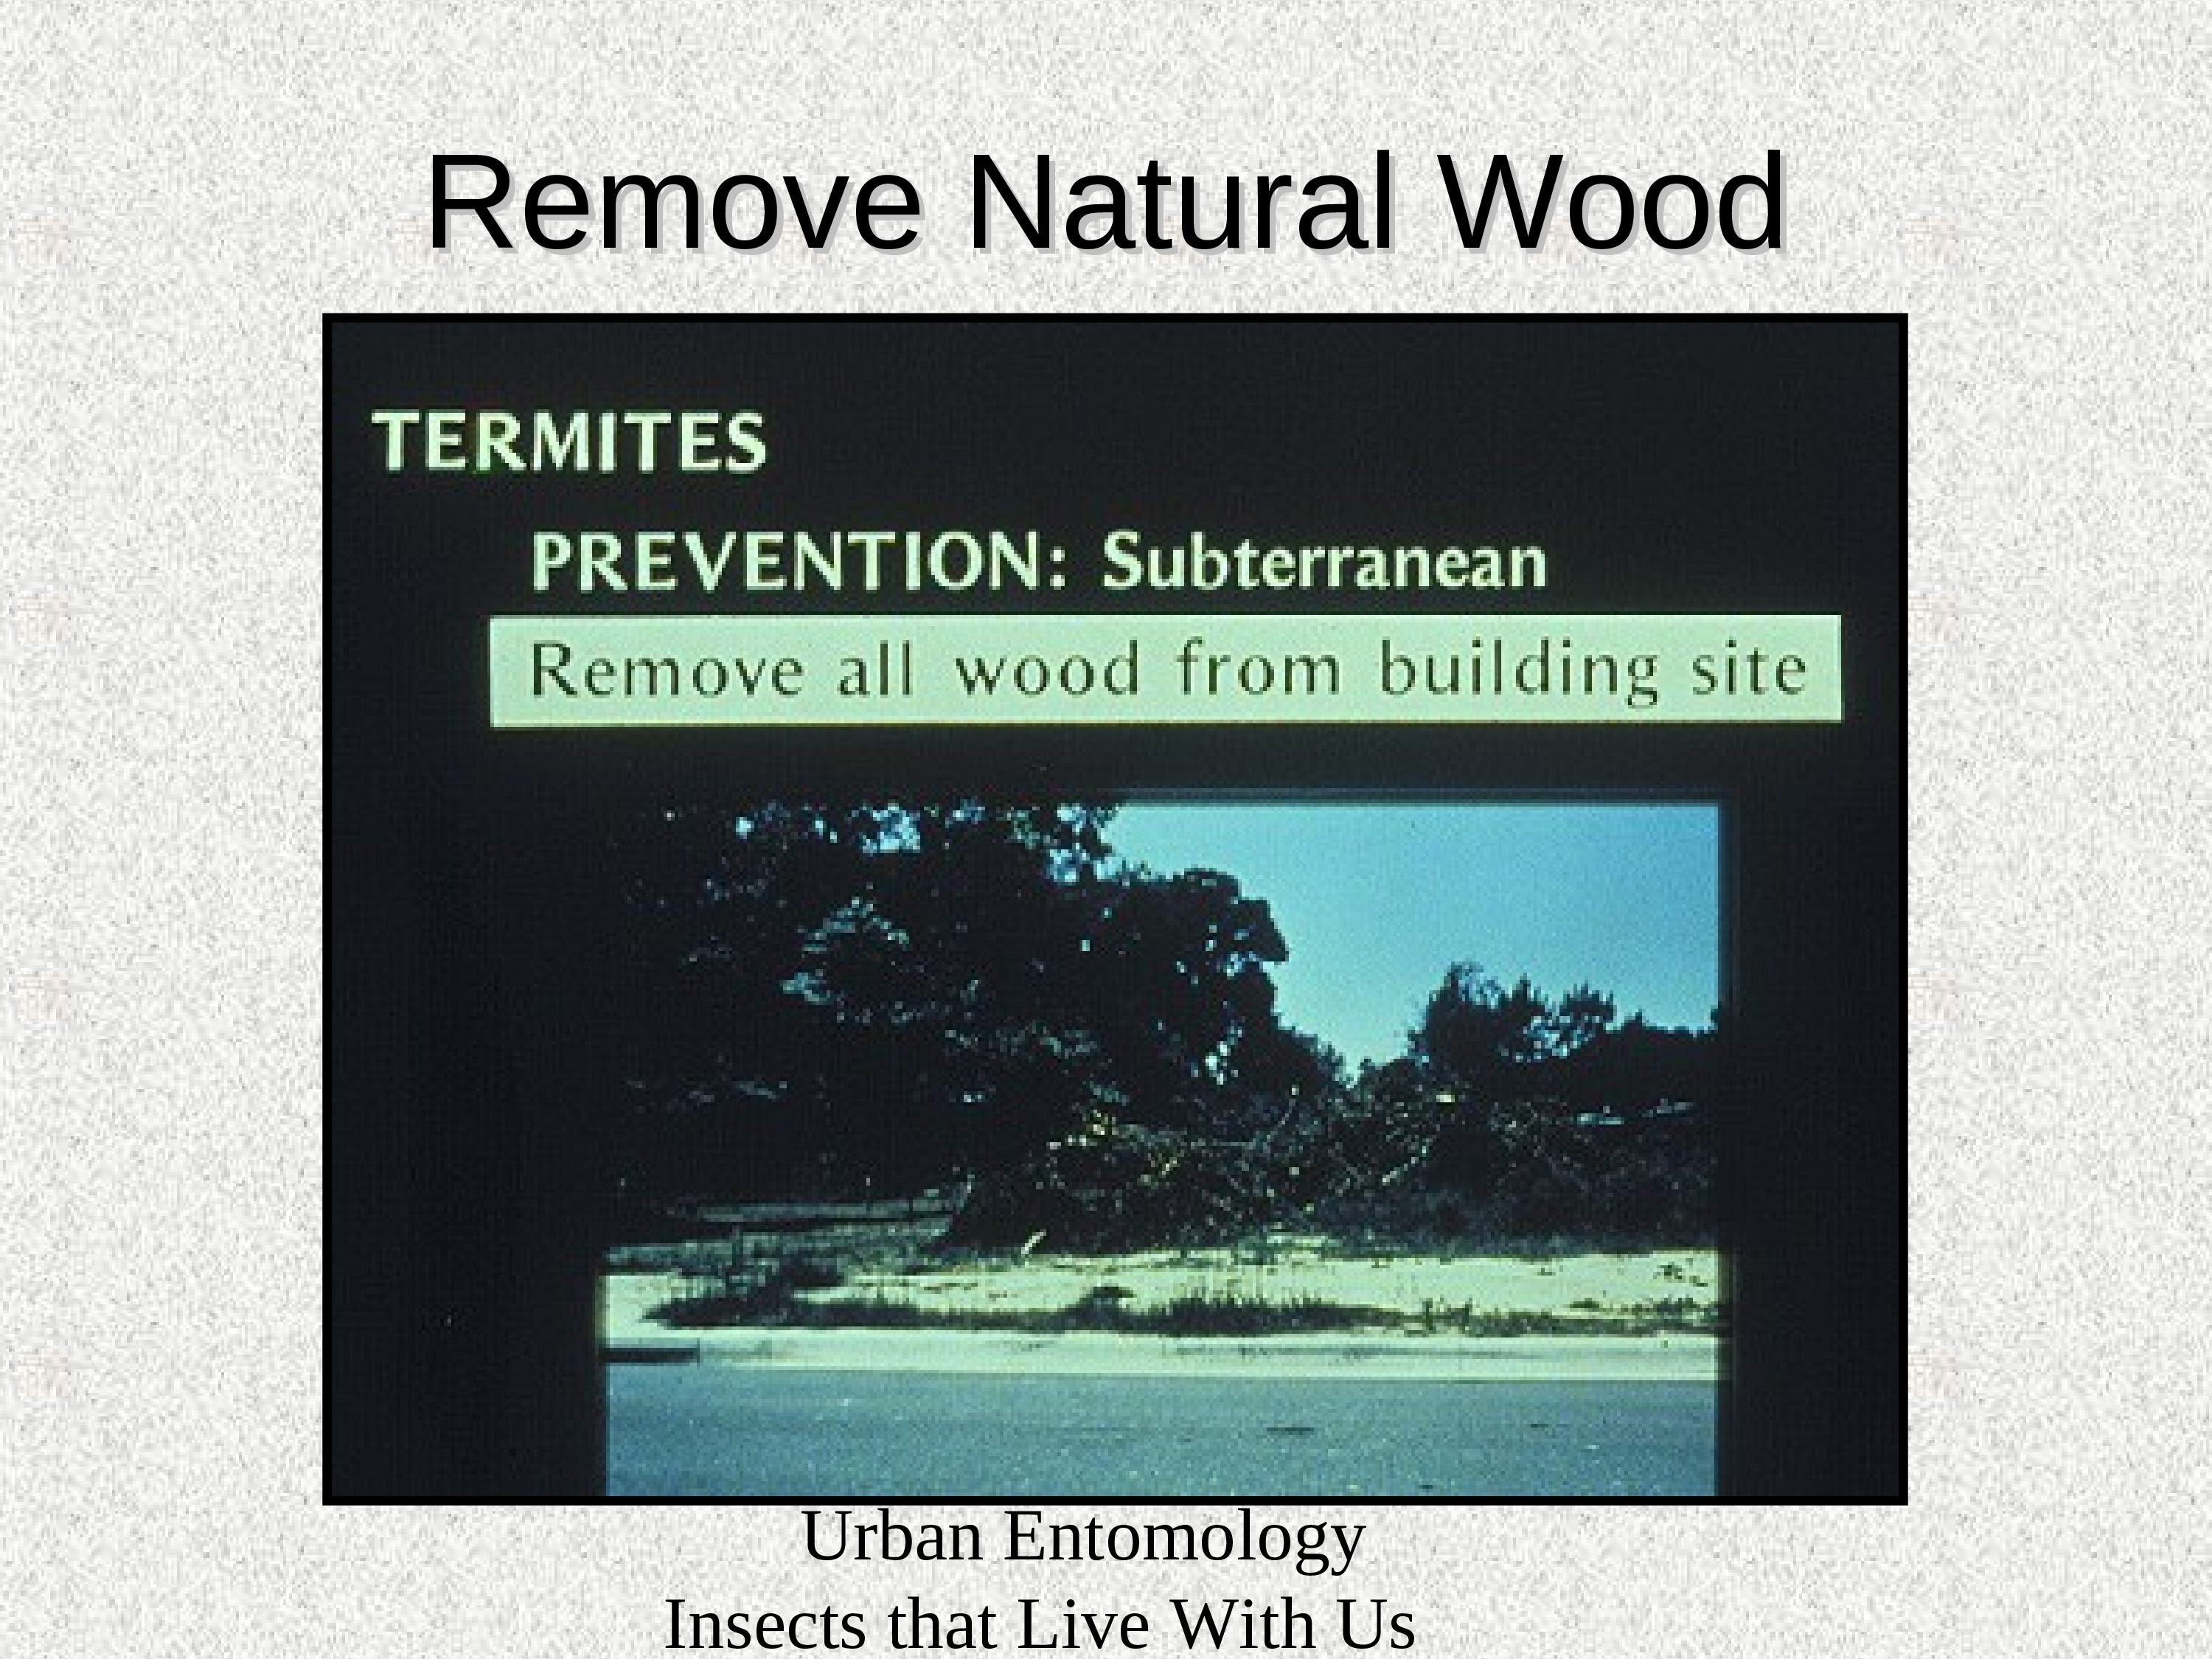 Remove Natural Wood
TERMITES
PREVENTION: Subterranean
Remove all wood from building site
Urban Entomology
Insects that Live With Us